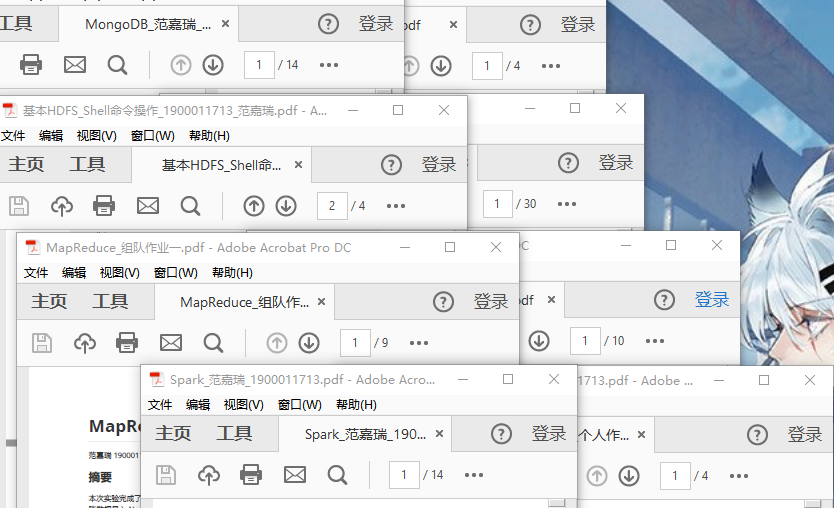 工具
MongoDB_范嘉瑞_...
登录
1 / 14
pdf
登录
1 / 4
基本HDFS_Shell命令操作_1900011713_范嘉瑞.pdf - A...
文件 编辑 视图(V) 窗口(W) 帮助(H)
主页 工具
基本HDFS_Shell命...
登录
2 / 4
登录
1 / 30
MapReduce_组队作业一.pdf - Adobe Acrobat Pro DC
文件 编辑 视图(V) 窗口(W) 帮助(H)
主页 工具
MapReduce_组队作...
登录
1 / 9
DC
pdf
登录
1 / 10
MapRe
范嘉瑞 190001
摘要
本次实验完成了
Spark_范嘉瑞_1900011713.pdf - Adobe Acro...
文件 编辑 视图(V) 窗口(W) 帮助(H)
主页 工具
Spark_范嘉瑞_190...
登录
1 / 14
1713.pdf - Adobe ...
个人作...
登录
1 / 4